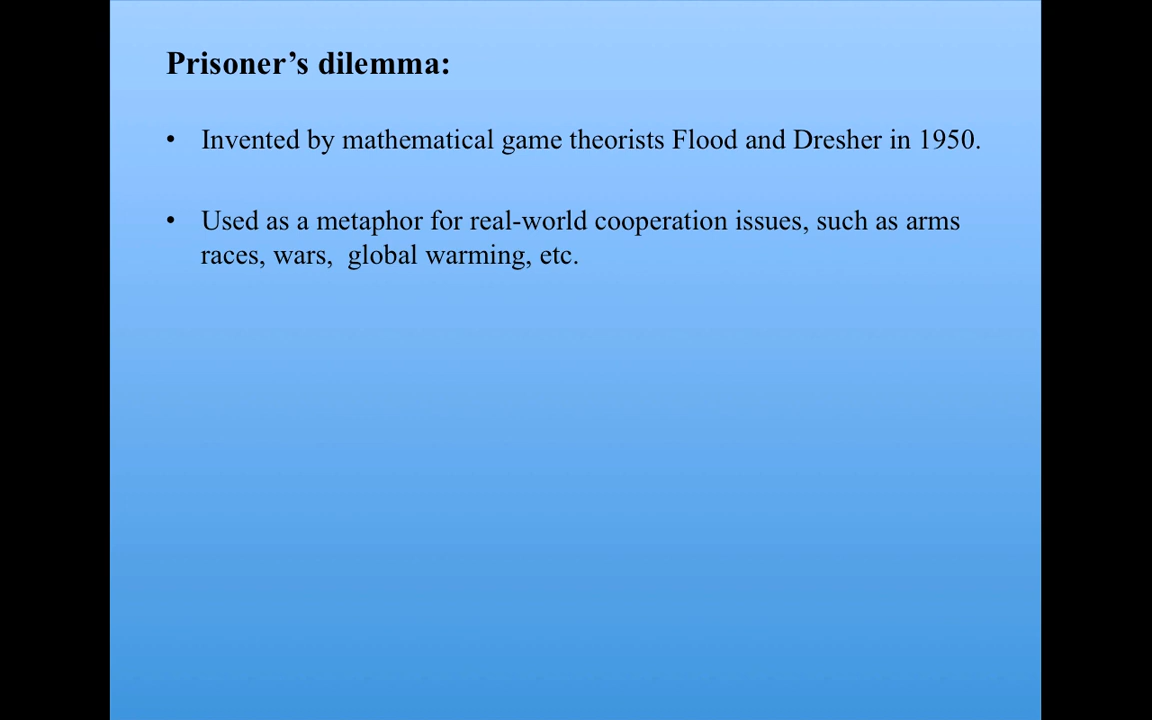 Prisoner’s dilemma:
• Invented by mathematical game theorists Flood and Dresher in 1950.
• Used as a metaphor for real-world cooperation issues, such as arms
races, wars,  global warming, etc.